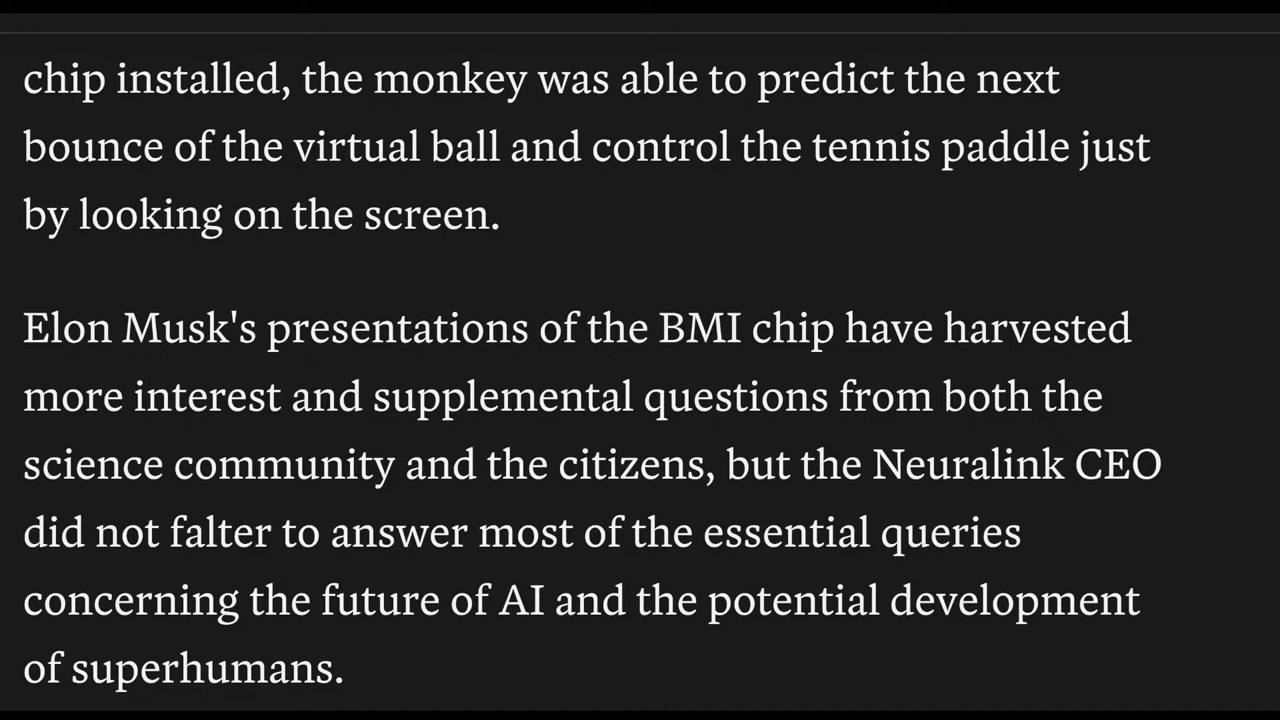 chip installed, the monkey was able to predict the next
bounce of the virtual ball and control the tennis paddle just
by looking on the screen.
Elon Musk's presentations of the BMI chip have harvested
more interest and supplemental questions from both the
science community and the citizens, but the Neuralink CEO
did not falter to answer most of the essential queries
concerning the future of AI and the potential development
of superhumans.